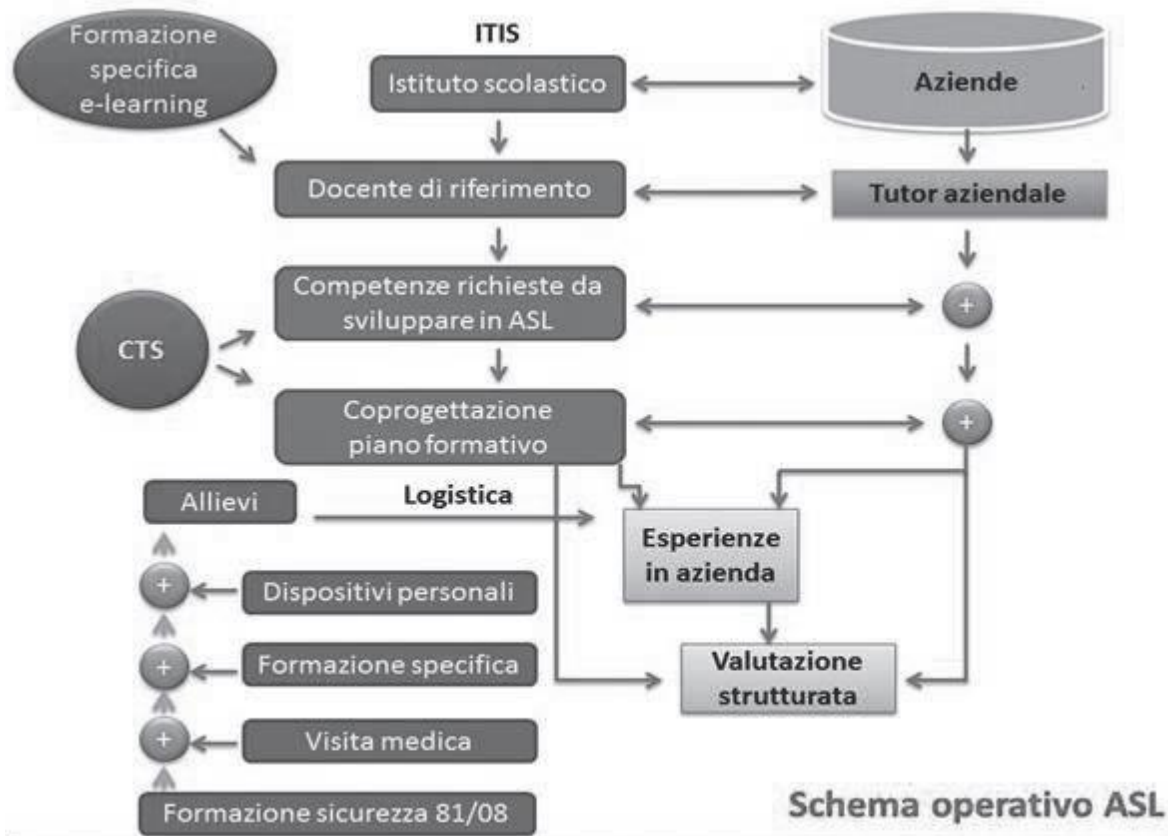 Formazione
specifica
e-learning
ITIS
Istituto scolastico
Aziende
Docente di riferimento
Tutor aziendale
Competenze richieste da
sviluppare in ASL
+
CTS
Coprogettazione
piano formativo
+
Allievi
Logistica
Esperienze
in azienda
+
Dispositivi personali
+
Formazione specifica
Valutazione
strutturata
+
Visita medica
Formazione sicurezza 81/08
Schema operativo ASL